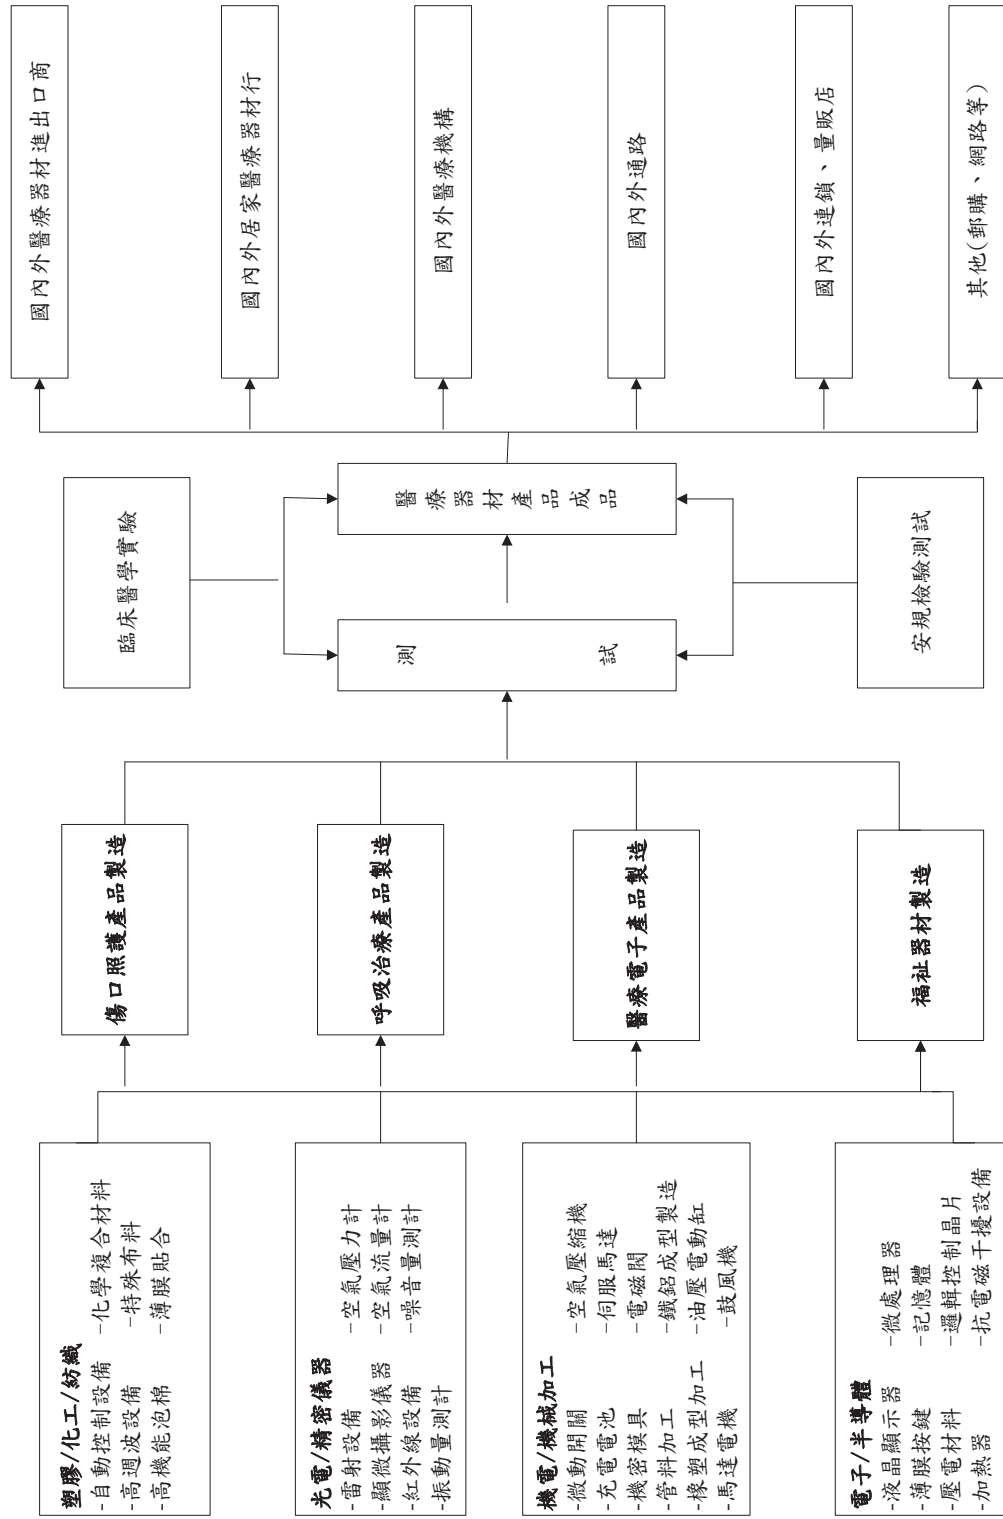 塑膠/化工/紡織
-自動控制設備 -化學複合材料
-高週波設備 -特殊布料
-高機能泡棉 -薄膜貼合
光電/精密儀器
-雷射設備 -空氣壓力計
-顯微攝影儀器 -空氣流量計
-紅外線設備 -噪音量測計
-振動量測計
機電/機械加工
-微動開關 -空氣壓縮機
-充電電池 -伺服馬達
-機密模具 -電磁閥
-管料加工 -鐵鋁成型製造
-橡塑成型加工 -油壓電動缸
-馬達電機 -鼓風機
電子/半導體
-液晶顯示器 -微處理器
-薄膜按鍵 -記憶體
-壓電材料 -邏輯控制晶片
-加熱器 -抗電磁干擾設備
傷口照護產品製造
呼吸治療產品製造
醫療電子產品製造
福祉器材製造
臨床醫學實驗
測 試
醫療器材產品成品
安規檢驗測試
國內外醫療器材進出口商
國內外居家醫療器材行
國內外醫療機構
國內外通路
國內外連鎖、量販店
其他(郵購、網路等)